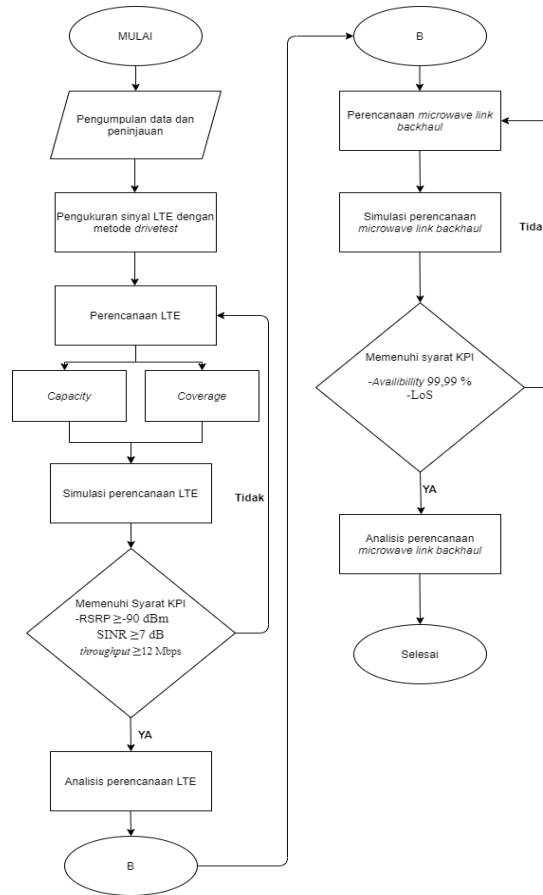 MULAI
Pengumpulan data dan
peninjauan
Pengukuran sinyal LTE dengan
metode drivetest
Perencanaan LTE
Capacity
Coverage
Simulasi perencanaan LTE
Tidak
Memenuhi Syarat KPI
-RSRP ≥-90 dBm
SINR ≥7 dB
throughput ≥12 Mbps
YA
Analisis perencanaan LTE
B
B
Perencanaan microwave link
backhaul
Simulasi perencanaan
microwave link backhaul
Tida
Memenuhi syarat KPI
-Availibillity 99,99 %
-LoS
YA
Analisis perencanaan
microwave link backhaul
Selesai